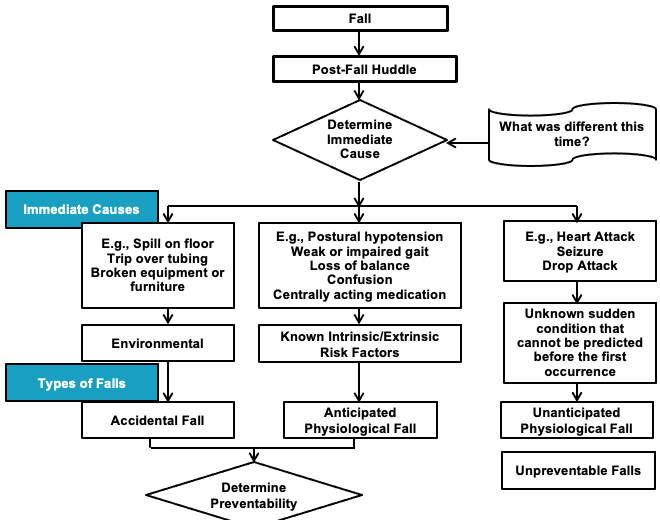 Fall
Post-Fall Huddle
Determine
Immediate
Cause
What was different this
time?
Immediate Causes
E.g., Spill on floor
Trip over tubing
Broken equipment or
furniture
E.g., Postural hypotension
Weak or impaired gait
Loss of balance
Confusion
Centrally acting medication
E.g., Heart Attack
Seizure
Drop Attack
Environmental
Known Intrinsic/Extrinsic
Risk Factors
Unknown sudden
condition that
cannot be predicted
before the first
occurrence
Types of Falls
Accidental Fall
Anticipated
Physiological Fall
Unanticipated
Physiological Fall
Unpreventable Falls
Determine
Preventability